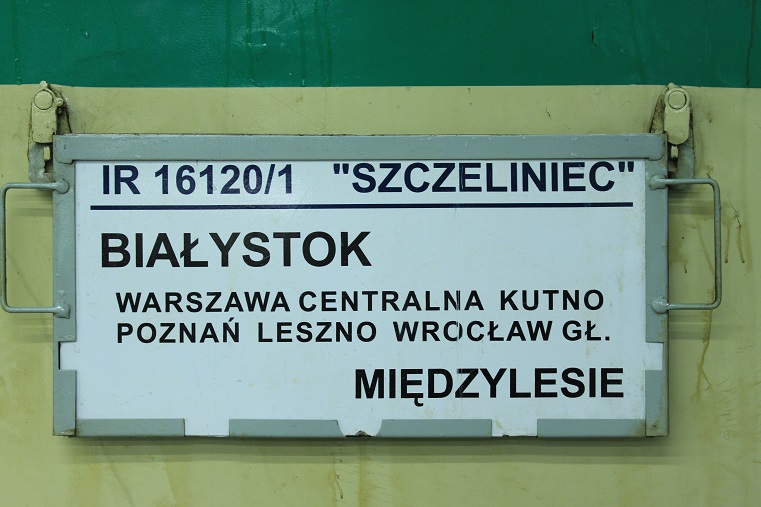 IR 16120/1 "SZCZELINIEC"
BIAŁYSTOK
WARSZAWA CENTRALNA KUTNO
POZNAŃ LESZNO WROCŁAW GŁ.
MIĘDZYLESIE